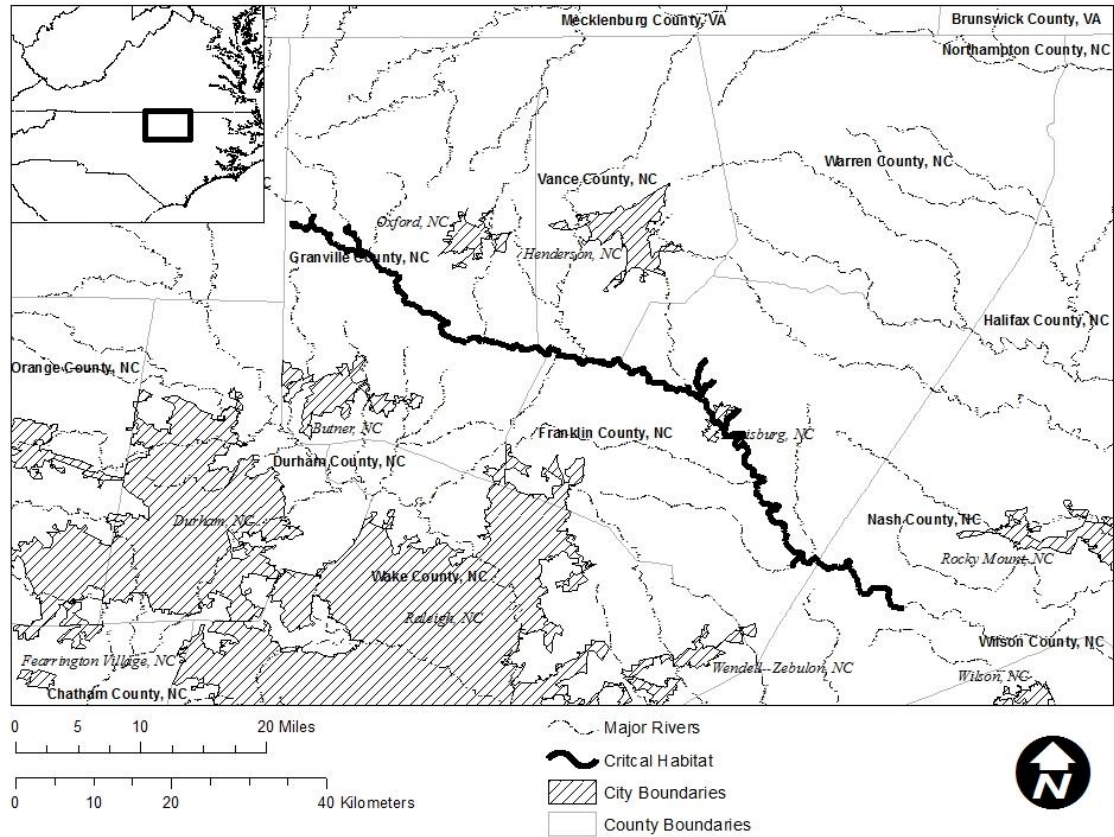 Mecklenburg County, VA
Brunswick County, VA
Northampton County, NC
Warren County, NC
Vance County, NC
Oxford, NC
Henderson, NC
Granville County, NC
Halifax County, NC
Orange County, NC
Butner, NC
Franklin County, NC
isburg, NC
Durham County, NC
Durham, NC
Nash County, NC
Rocky Mount, NC
Wake County, NC
Raleigh, NC
Wilson County, NC
Fearrington Village, NC
Wendell--Zebulon, NC
Wilson, NC
Chatham County, NC
0 5 10 20 Miles
0 10 20 40 Kilometers
Major Rivers
Critcal Habitat
City Boundaries
County Boundaries
N